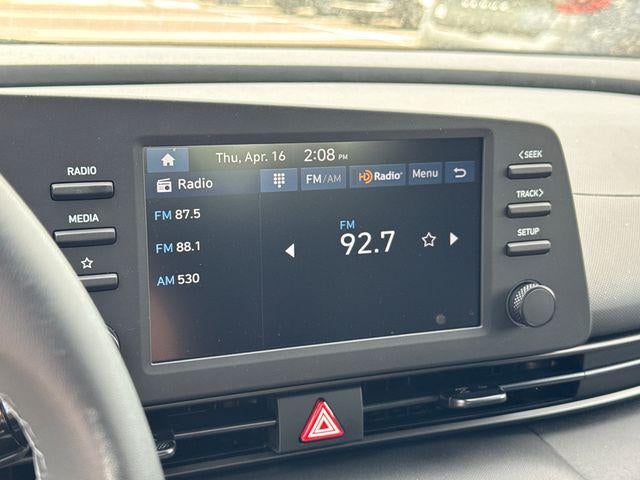 Thu, Apr. 16 2:08 PM
RADIO
MEDIA
Radio
FM/AM HD Radio Menu
FM 87.5
FM 88.1
AM 530
FM
92.7
<SEEK
TRACK>
SETUP